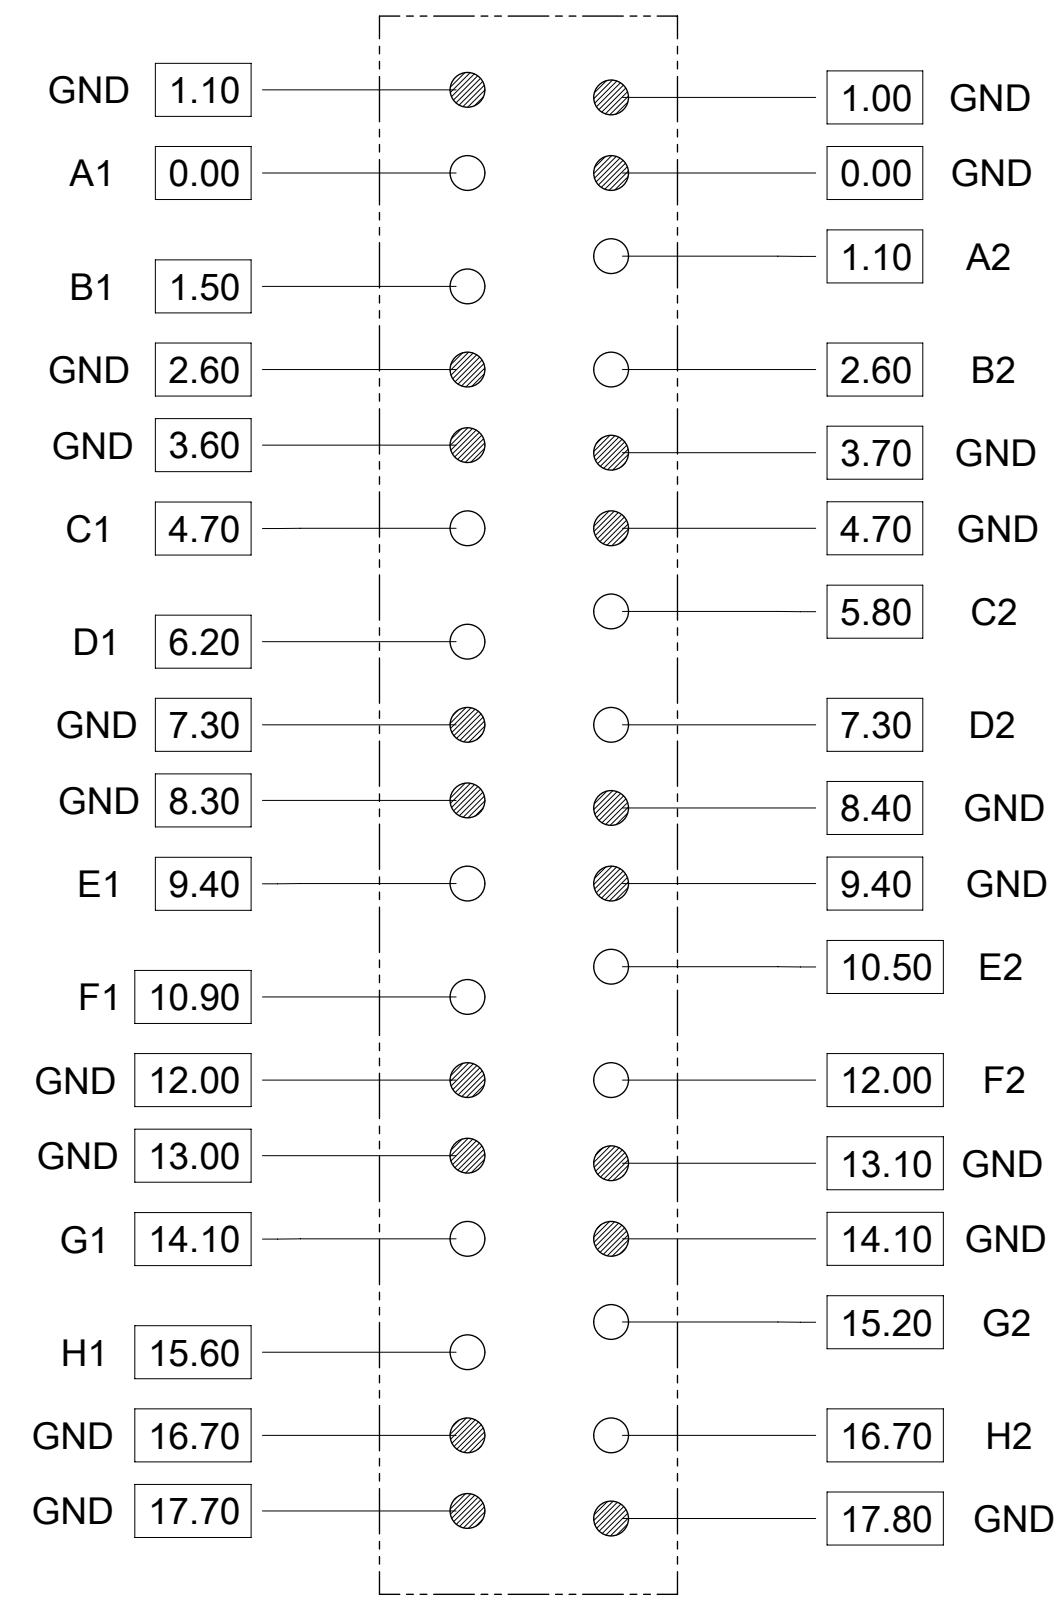 GND 1.10 1.00 GND
A1 0.00 0.00 GND
1.10 A2
B1 1.50
GND 2.60 2.60 B2
GND 3.60 3.70 GND
C1 4.70 4.70 GND
5.80 C2
D1 6.20
GND 7.30 7.30 D2
GND 8.30 8.40 GND
E1 9.40 9.40 GND
10.50 E2
F1 10.90
GND 12.00 12.00 F2
GND 13.00 13.10 GND
G1 14.10 14.10 GND
15.20 G2
H1 15.60
GND 16.70 16.70 H2
GND 17.70 17.80 GND